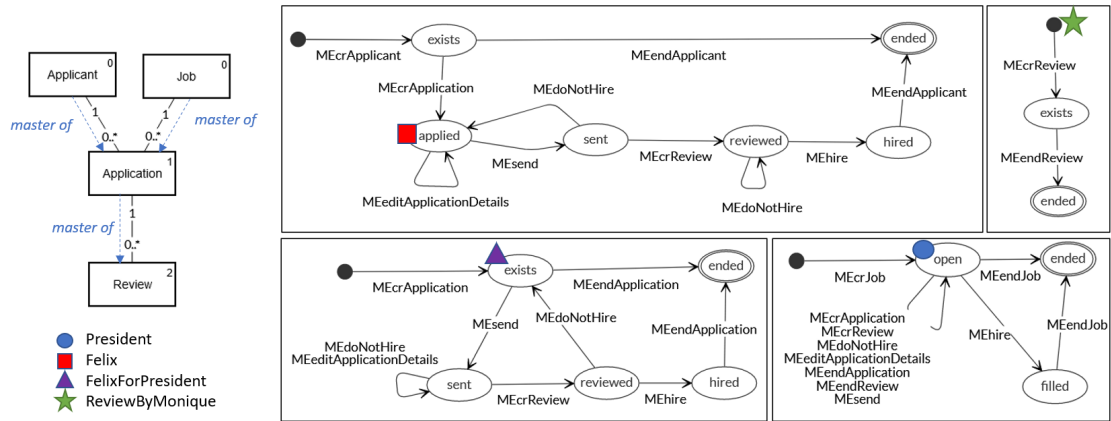 Applicant
0
Job
0
1
1
master of
0..*
0..*
master of
Application
1
master of
1
0..*
Review
2
President
Felix
FelixForPresident
ReviewByMonique
MEcrApplicant
exists
MEendApplicant
ended
MEcrApplication
MEdoNotHire
MEendApplicant
applied
sent
MEcrReview
reviewed
MEhire
hired
MEsend
MEeditApplicationDetails
MEdoNotHire
MEcrReview
exists
MEendReview
ended
MEcrApplication
exists
MEendApplication
ended
MEsend
MEdoNotHire
MEdoNotHire
MEeditApplicationDetails
MEendApplication
sent
MEcrReview
reviewed
MEhire
hired
MEcrJob
open
MEendJob
ended
MEcrApplication
MEcrReview
MEdoNotHire
MEeditApplicationDetails
MEendApplication
MEendReview
MEsend
MEhire
MEendJob
filled